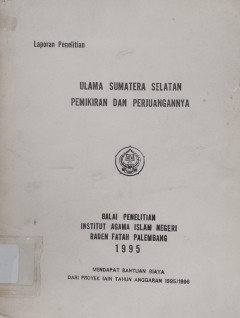 Laporan Penelitian
ULAMA SUMATERA SELATAN
PEMIKIRAN DAN PERJUANGANNYA
BALAI PENELITIAN
INSTITUT AGAMA ISLAM NEGERI
RADEN FATAH PALEMBANG
1995
MENDAPAT BANTUAN BIAYA
DARI PROYEK IAIN TAHUN ANGGARAN 1995/1996